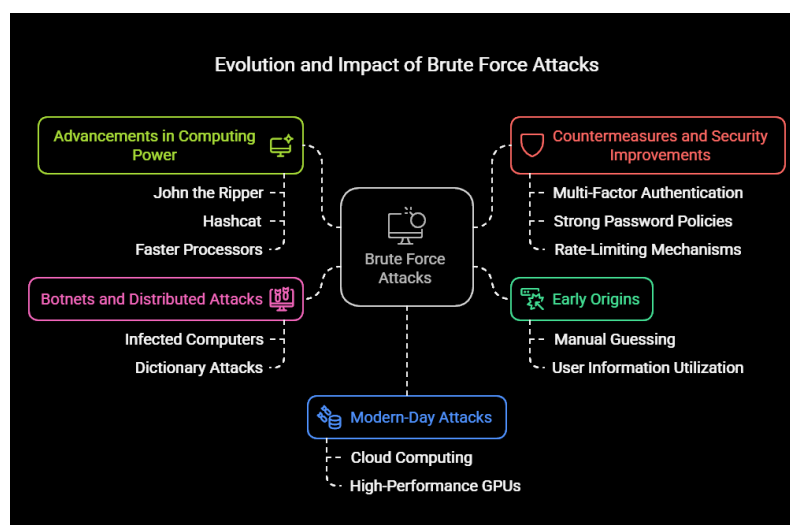 Evolution and Impact of Brute Force Attacks
Advancements in Computing
Power
John the Ripper
Hashcat
Faster Processors
Countermeasures and Security
Improvements
Multi-Factor Authentication
Strong Password Policies
Rate-Limiting Mechanisms
Brute Force
Attacks
Botnets and Distributed Attacks
Infected Computers
Dictionary Attacks
Early Origins
Manual Guessing
User Information Utilization
Modern-Day Attacks
Cloud Computing
High-Performance GPUs